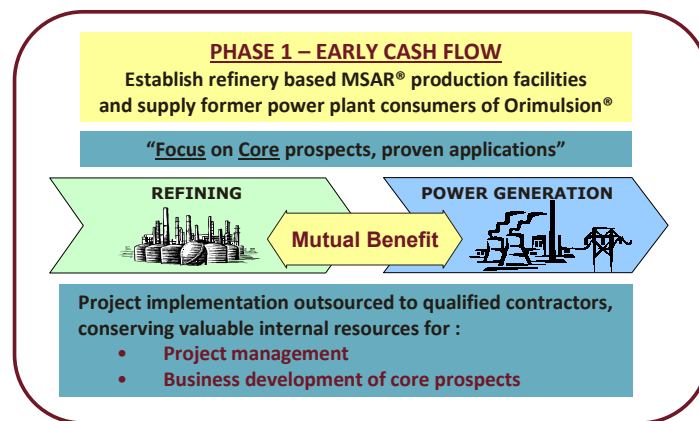 PHASE 1 – EARLY CASH FLOW
Establish refinery based MSAR® production facilities
and supply former power plant consumers of Orimulsion®
“Focus on Core prospects, proven applications”
REFINING
POWER GENERATION
Mutual Benefit
Project implementation outsourced to qualified contractors,
conserving valuable internal resources for :
• Project management
• Business development of core prospects